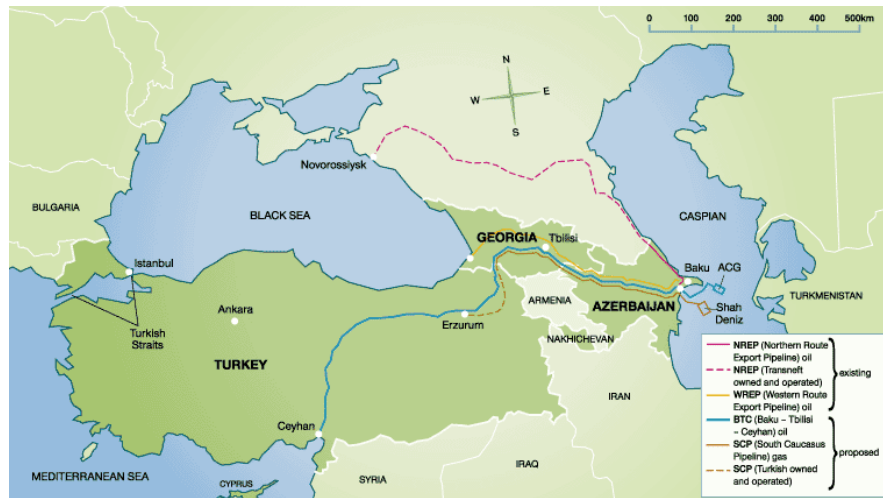 0 100 200 300 500km
N
W E
S
Novorossiysk
BULGARIA
BLACK SEA
CASPIAN
GEORGIA
Tbilisi
Istanbul
Baku
ACG
Ankara
ARMENIA
AZERBAIJAN
Shah
Deniz
TURKMENISTAN
Erzurum
Turkish
Straits
NAKHICHEVAN
TURKEY
IRAN
Ceyhan
MEDITERRANEAN SEA
CYPRUS
SYRIA
IRAQ
NREP (Northern Route
Export Pipeline) oil
NREP (Transneft
owned and operated)
existing
WREP (Western Route
Export Pipeline) oil
BTC (Baku – Tbilisi
– Ceyhan) oil
SCP (South Caucasus
Pipeline) gas
proposed
SCP (Turkish owned
and operated)